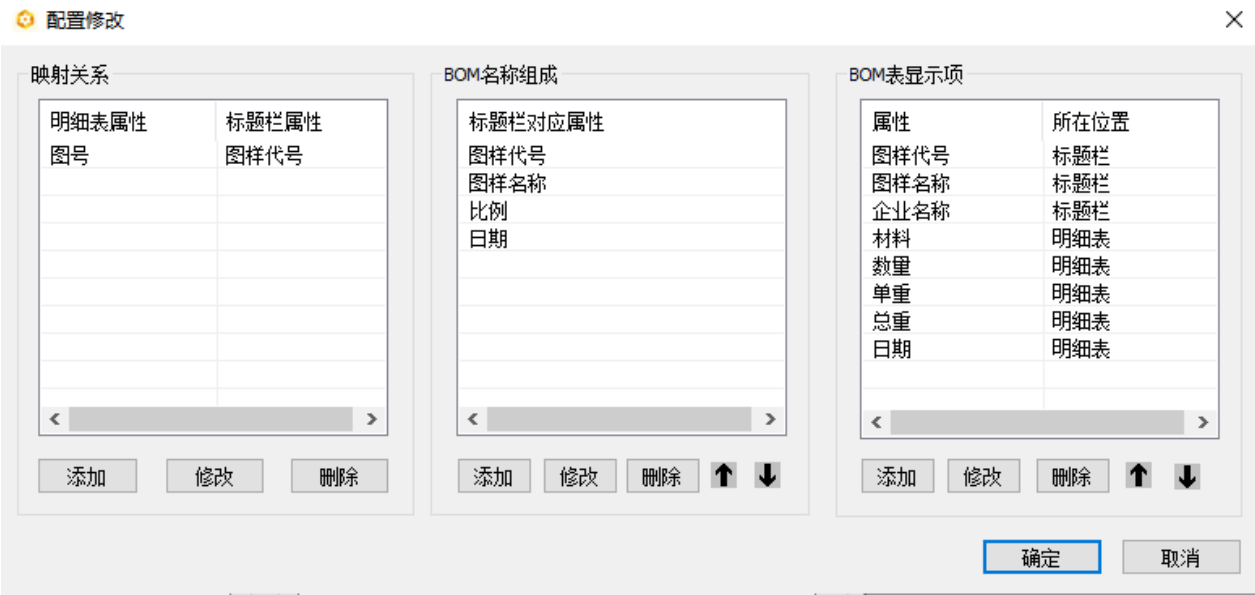 配置修改
映射关系
明细表属性 标题栏属性
图号 图样代号
添加 修改 删除
BOM名称组成
标题栏对应属性
图样代号
图样名称
比例
日期
添加 修改 删除
BOM表显示项
属性 所在位置
图样代号 标题栏
图样名称 标题栏
企业名称 标题栏
材料 明细表
数量 明细表
单重 明细表
总重 明细表
日期 明细表
添加 修改 删除
确定 取消